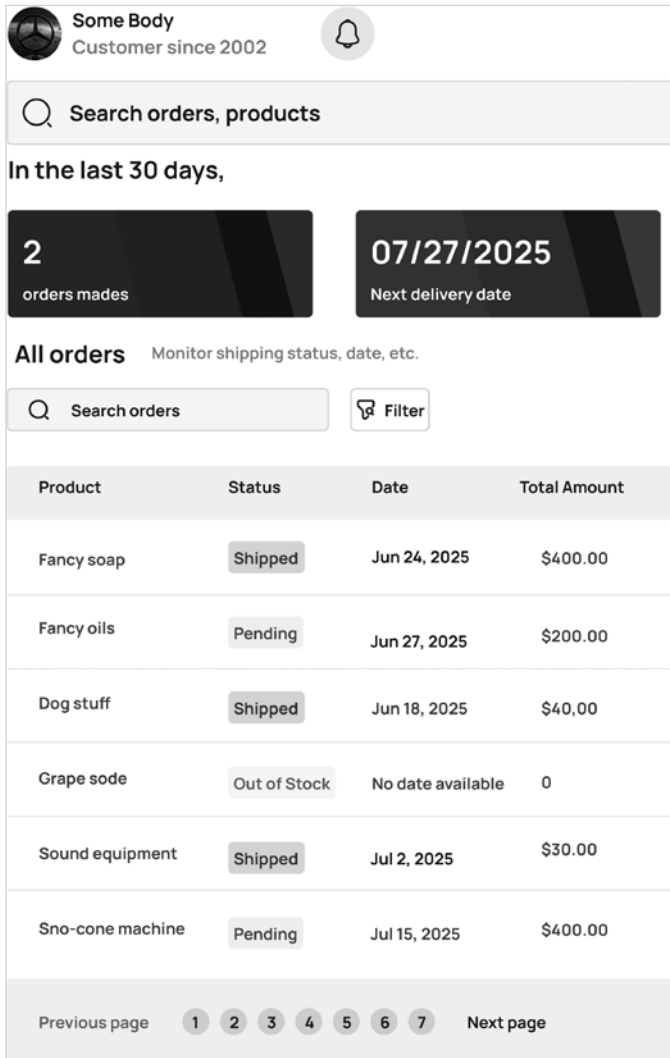 Some Body
Customer since 2002
Search orders, products
In the last 30 days,
2
orders mades
07/27/2025
Next delivery date
All orders Monitor shipping status, date, etc.
Search orders Filter
Product Status Date Total Amount
Fancy soap Shipped Jun 24, 2025 $400.00
Fancy oils Pending Jun 27, 2025 $200.00
Dog stuff Shipped Jun 18, 2025 $40,00
Grape sode Out of Stock No date available 0
Sound equipment Shipped Jul 2, 2025 $30.00
Sno-cone machine Pending Jul 15, 2025 $400.00
Previous page 1 2 3 4 5 6 7 Next page